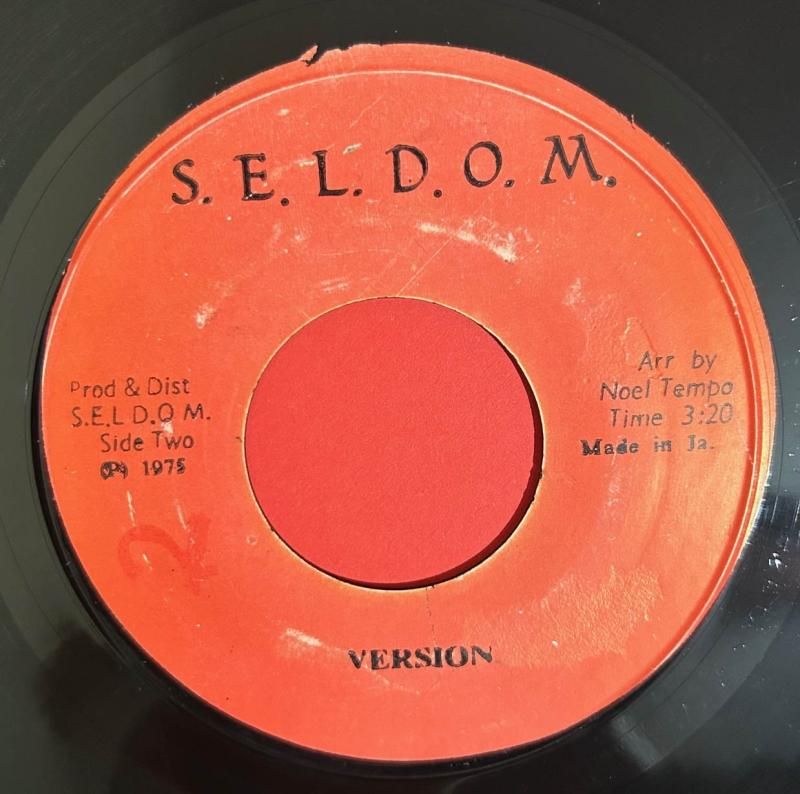 S. E. L. D. O. M.
Prod & Dist
S.E.L D.O M.
Side Two
(P) 1975
Arr by
Noel Tempo
Time 3:20
Made in Ja.
2
VERSION